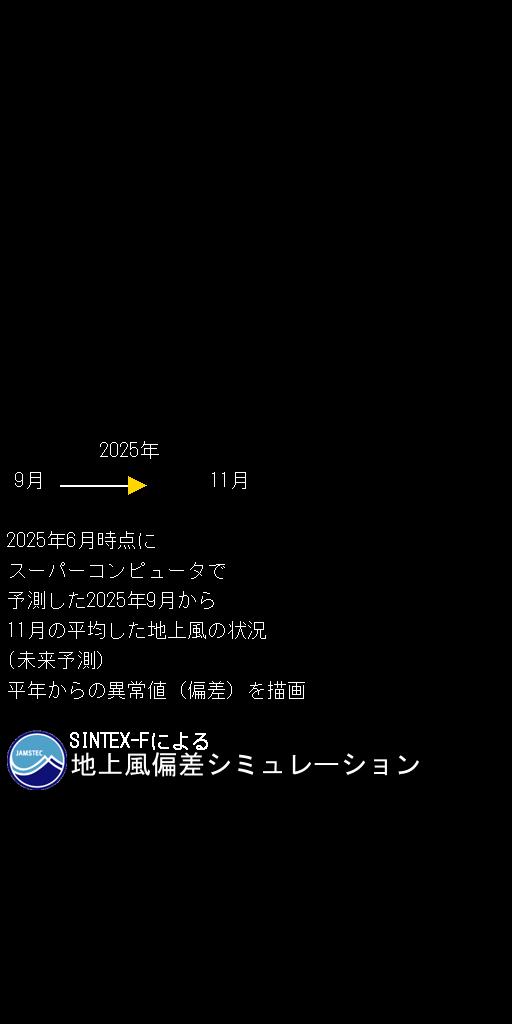 2025年
9月 11月
2025年6月時点に
スーパーコンピュータで
予測した2025年9月から
11月の平均した地上風の状況
(未来予測)
平年からの異常値（偏差）を描画
SINTEX-Fによる
JAMSTEC
地上風偏差シミュレーション